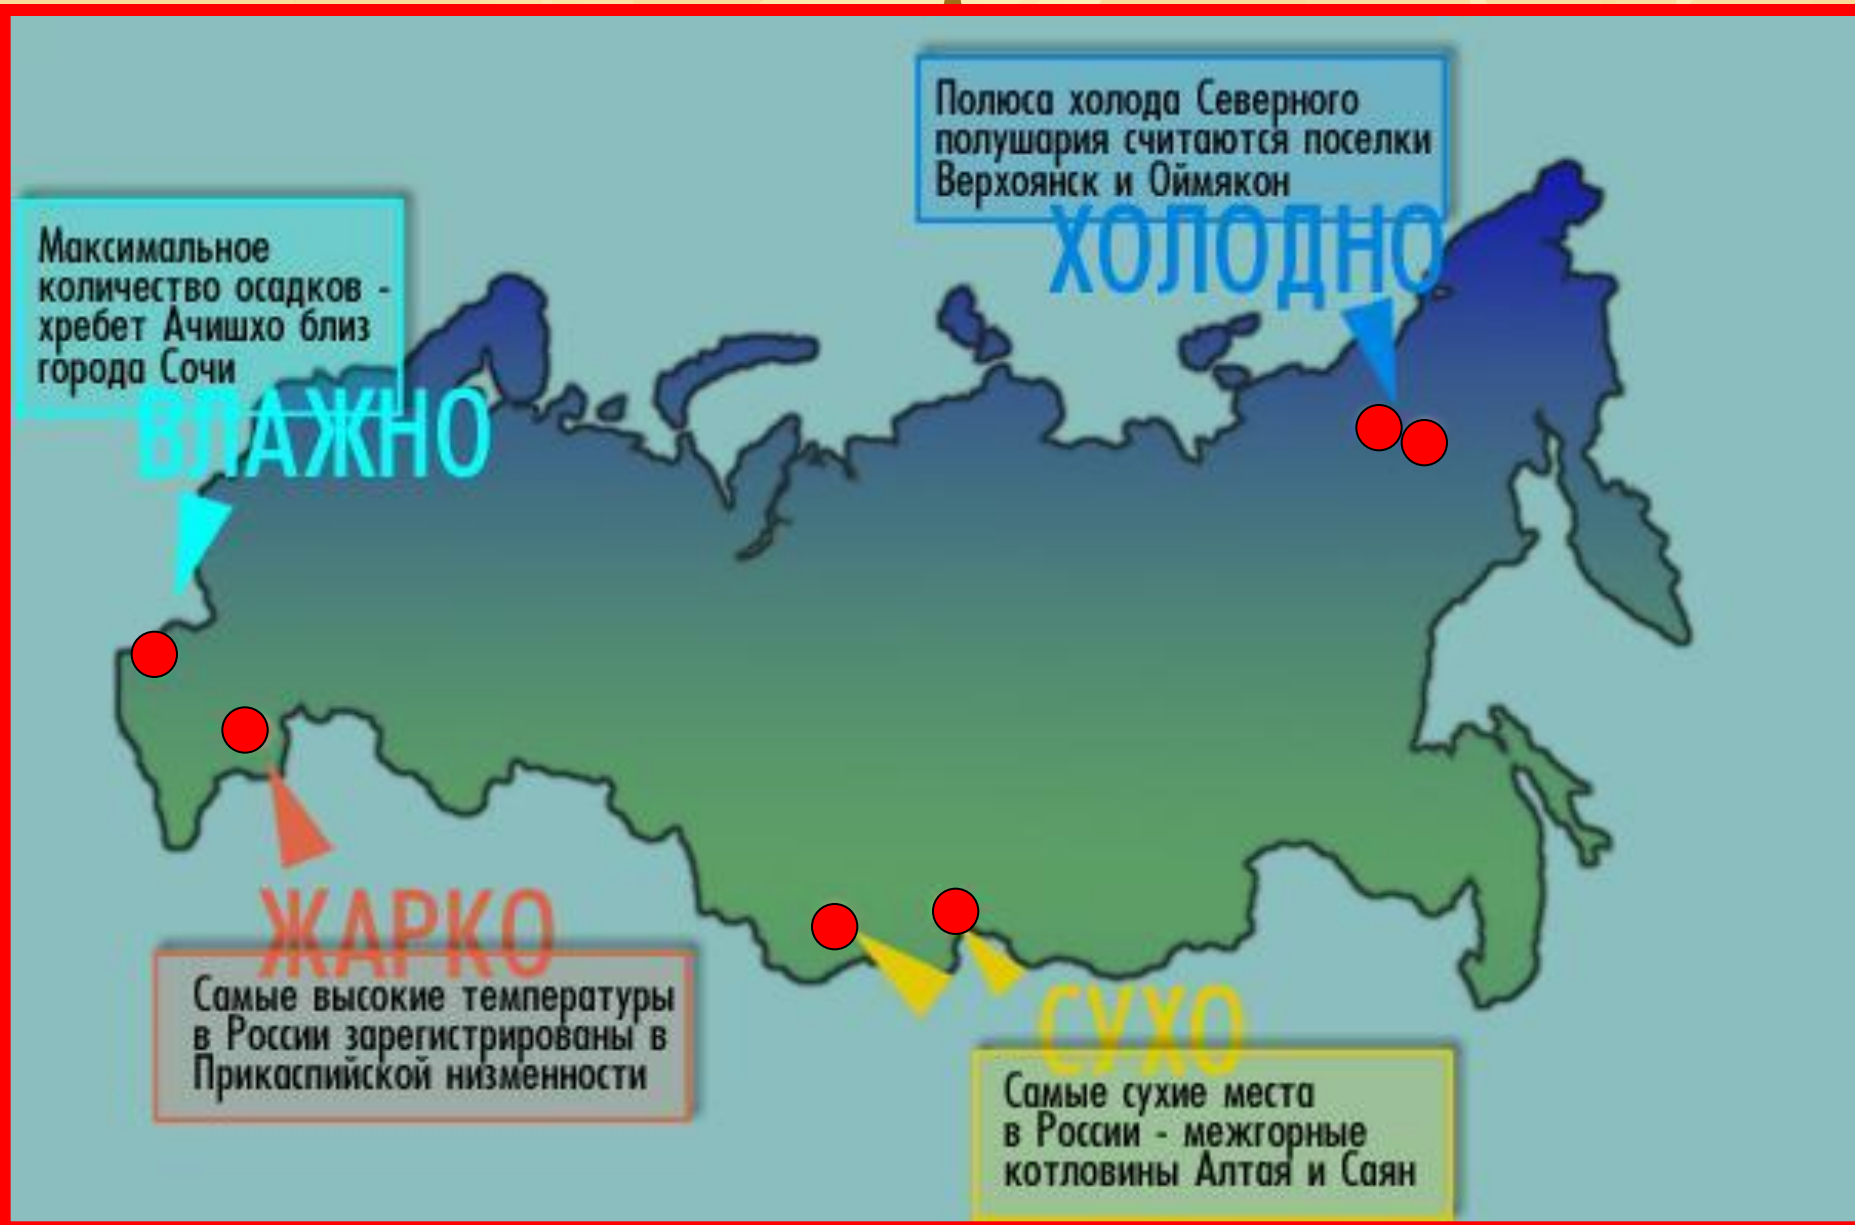 Полюса холода Северного
полушария считаются поселки
Верхоянск и Оймякон
ХОЛОДНО
Максимальное
количество осадков -
хребет Ачишхо близ
города Сочи
ВЛАЖНО
ЖАРКО
Самые высокие температуры
в России зарегистрированы в
Прикаспийской низменности
СУХО
Самые сухие места
в России - межгорные
котловины Алтая и Саян